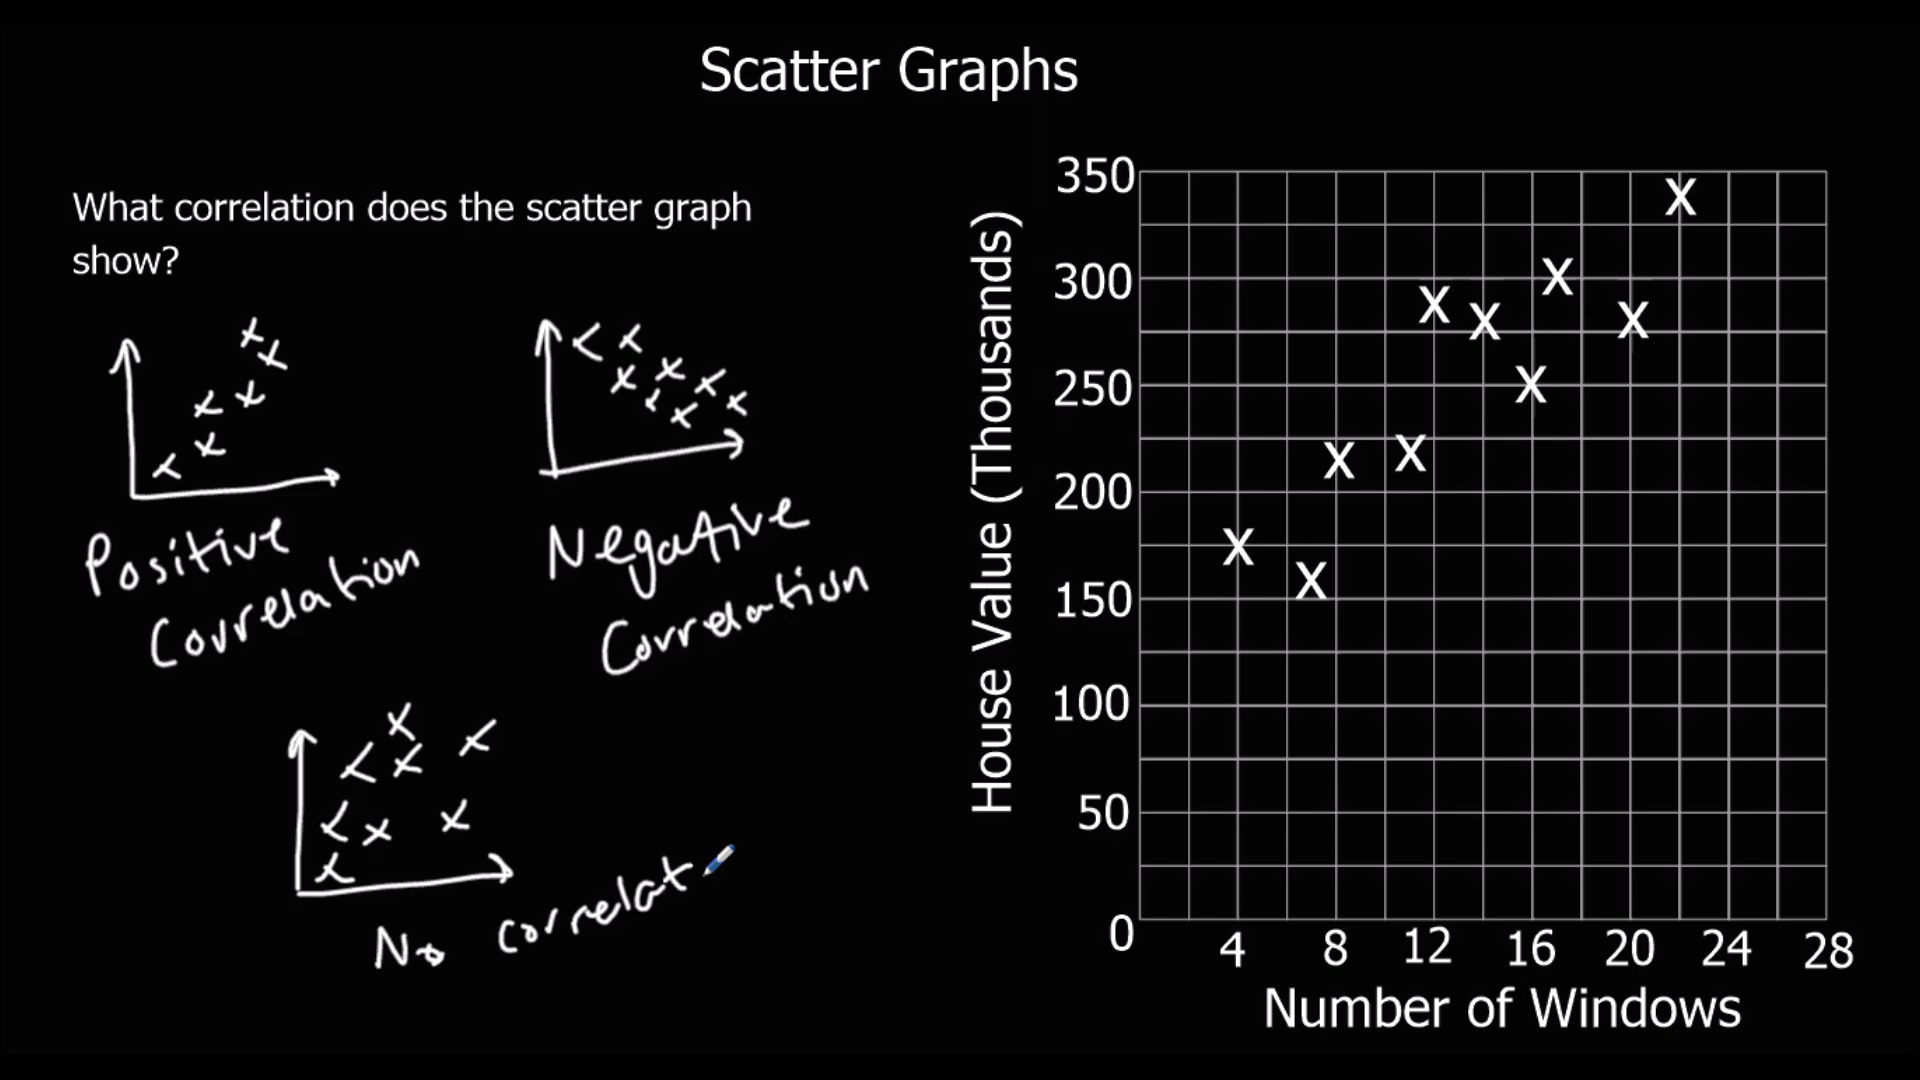 Scatter Graphs
What correlation does the scatter graph
show?
Positive
Correlation
Negative
Correlation
No correlat
House Value (Thousands)
350
300
250
200
150
100
50
0
4 8 12 16 20 24 28
Number of Windows